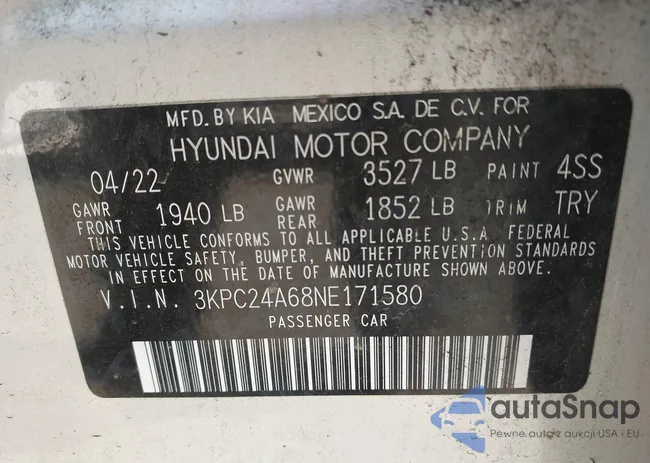 MFD. BY KIA MEXICO S.A. DE C.V. FOR
HYUNDAI MOTOR COMPANY
04/22 GVWR 3527 LB PAINT 4SS
GAWR FRONT 1940 LB GAWR REAR 1852 LB TRIM TRY
THIS VEHICLE CONFORMS TO ALL APPLICABLE U.S.A. FEDERAL
MOTOR VEHICLE SAFETY, BUMPER, AND THEFT PREVENTION STANDARDS
IN EFFECT ON THE DATE OF MANUFACTURE SHOWN ABOVE.
V.I.N. 3KPC24A68NE171580
PASSENGER CAR
autoSnap
Pewne auto z aukcji USA i EU